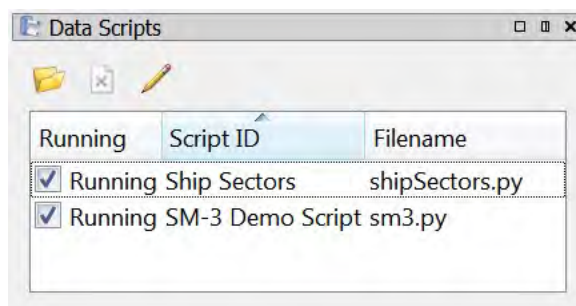 Data Scripts
Running Script ID Filename
Running Ship Sectors shipSectors.py
Running SM-3 Demo Script sm3.py